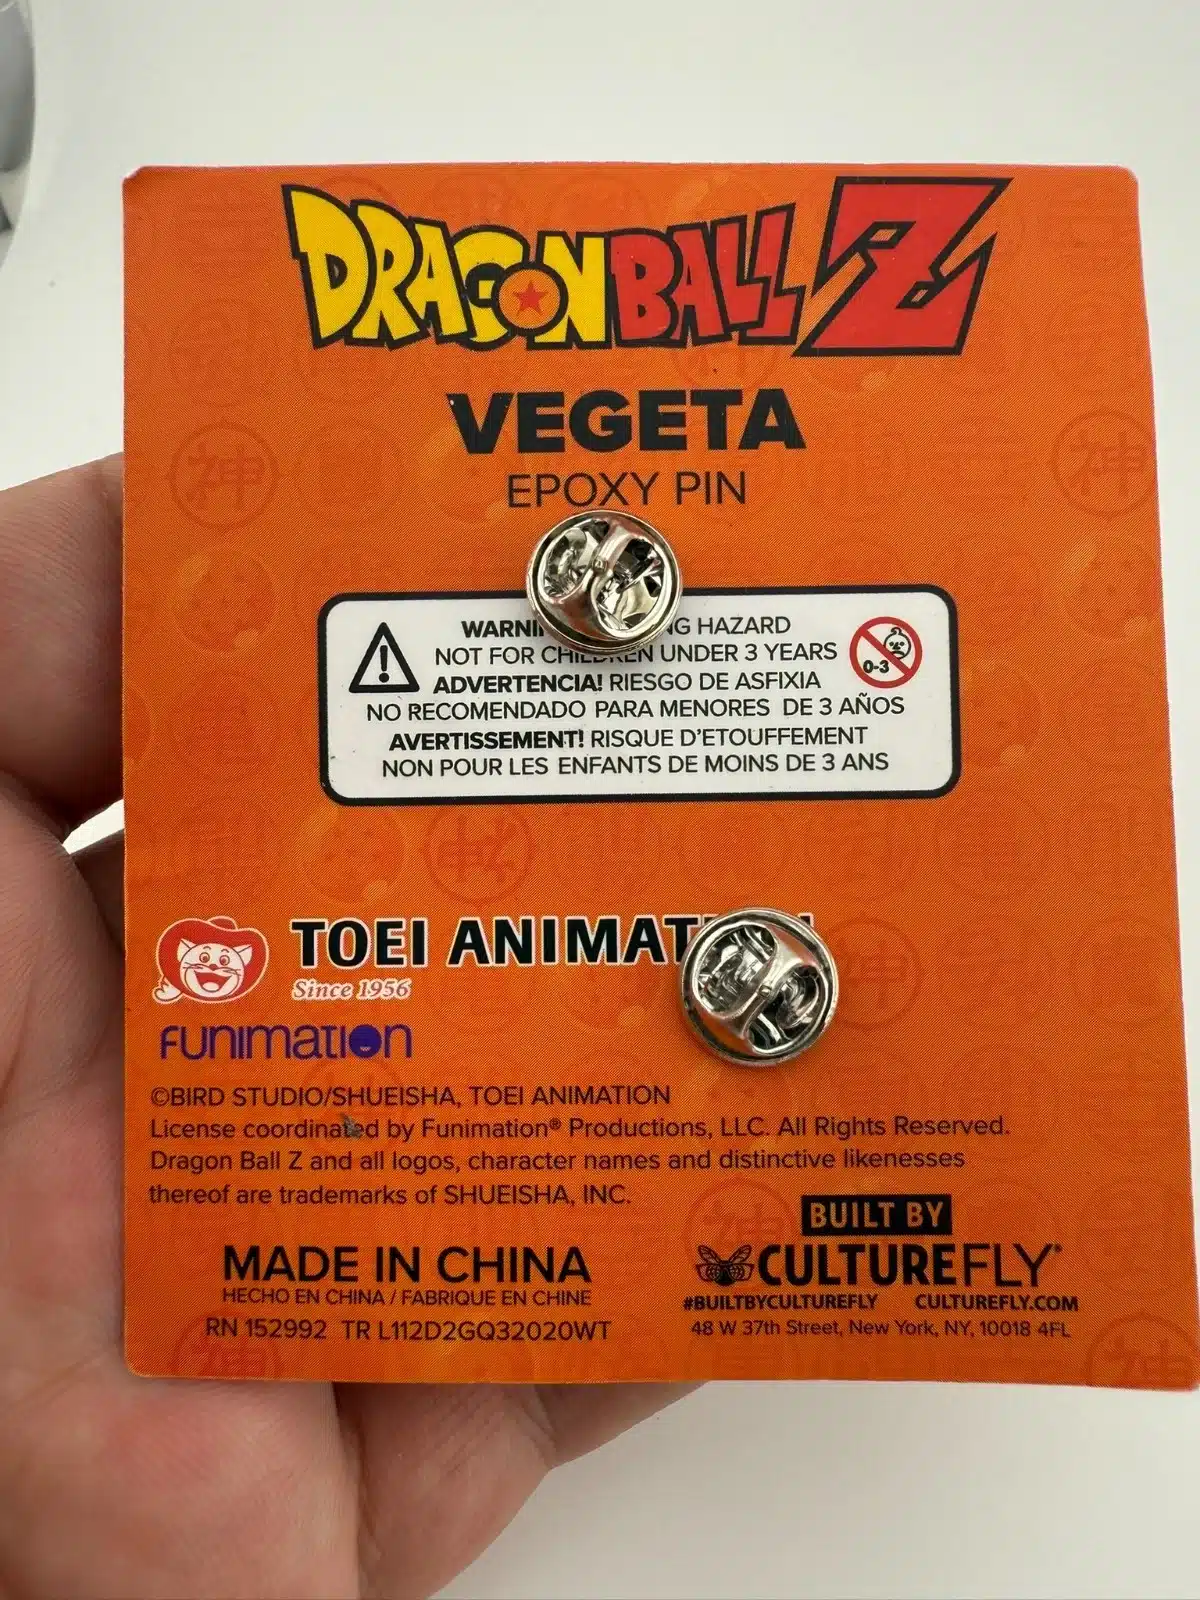 DRAGON BALL Z
VEGETA
EPOXY PIN
NG HAZARD
NOT FOR CHILDREN UNDER 3 YEARS
0-3
ADVERTENCIA! RIESGO DE ASFIXIA
NO RECOMENDADO PARA MENORES DE 3 AÑOS
AVERTISSEMENT! RISQUE D'ETOUFFEMENT
NON POUR LES ENFANTS DE MOINS DE 3 ANS
TOEI
Since 1956
FUNIMATION
©BIRD STUDIO/SHUEISHA, TOEI ANIMATION
License coordinated by Funimation® Productions, LLC. All Rights Reserved.
Dragon Ball Z and all logos, character names and distinctive likenesses
thereof are trademarks of SHUEISHA, INC.
MADE IN CHINA
HECHO EN CHINA / FABRIQUE EN CHINE
RN 152992 TR L112D2GQ32020WT
BUILT BY
CULTUREFLY®
#BUILTBYCULTUREFLY CULTUREFLY.COM
48 W 37th Street, New York, NY, 10018 4FL